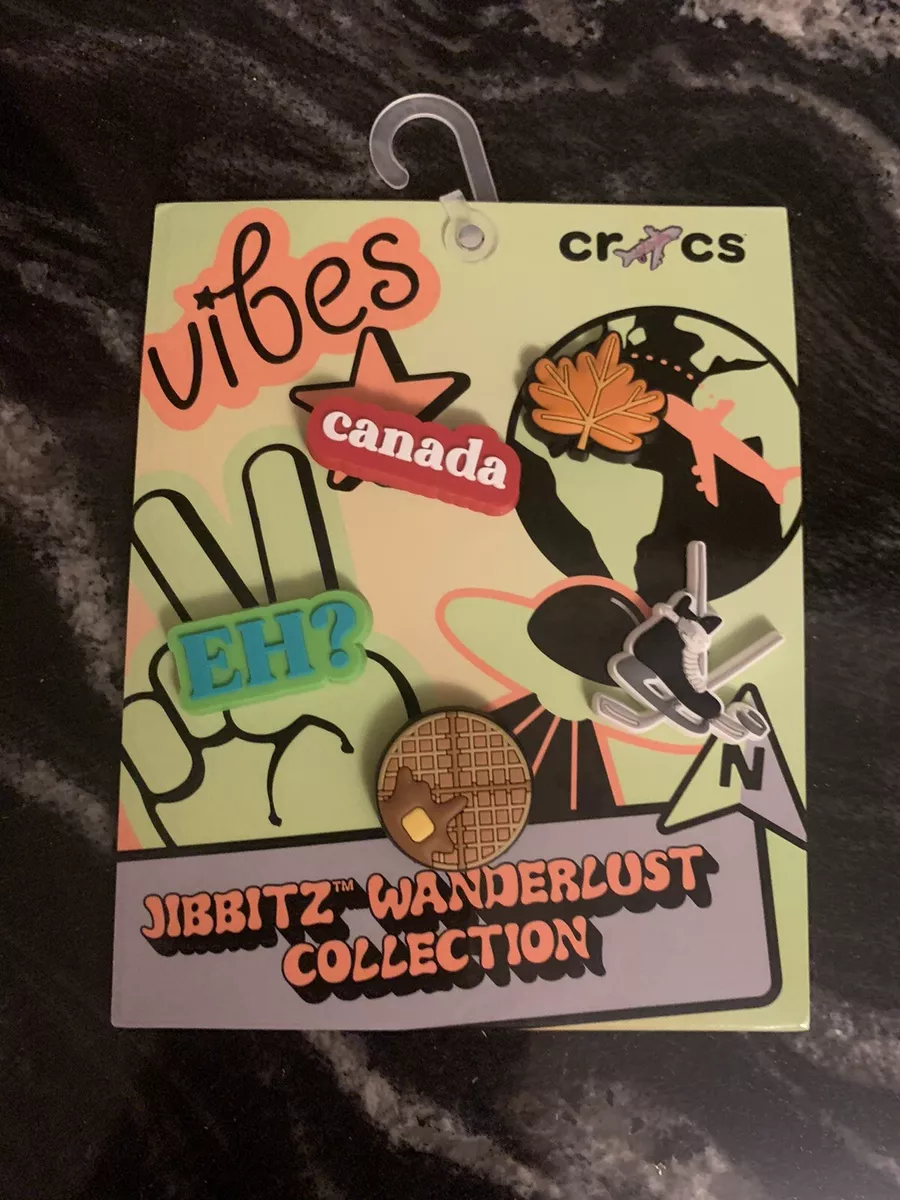 vibes
crocs
canada
EH?
N
JIBBITZ™ WANDERLUST
COLLECTION